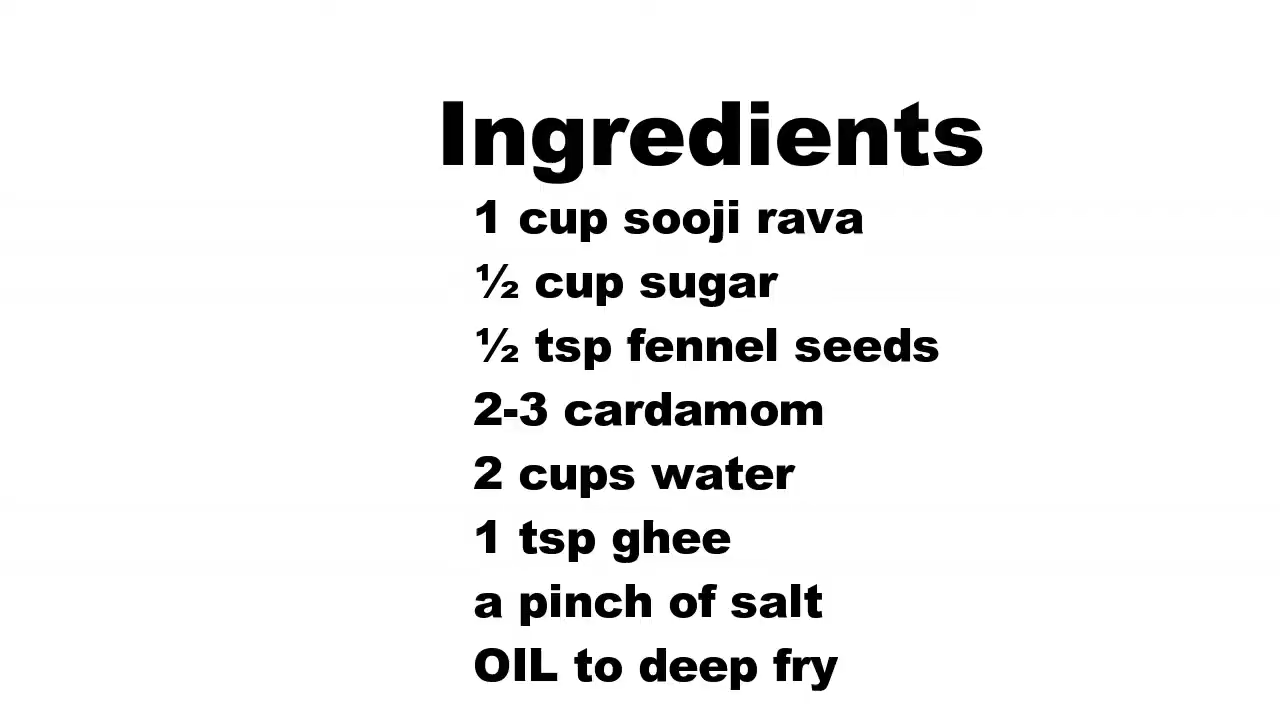 Ingredients
1 cup sooji rava
½ cup sugar
½ tsp fennel seeds
2-3 cardamom
2 cups water
1 tsp ghee
a pinch of salt
OIL to deep fry